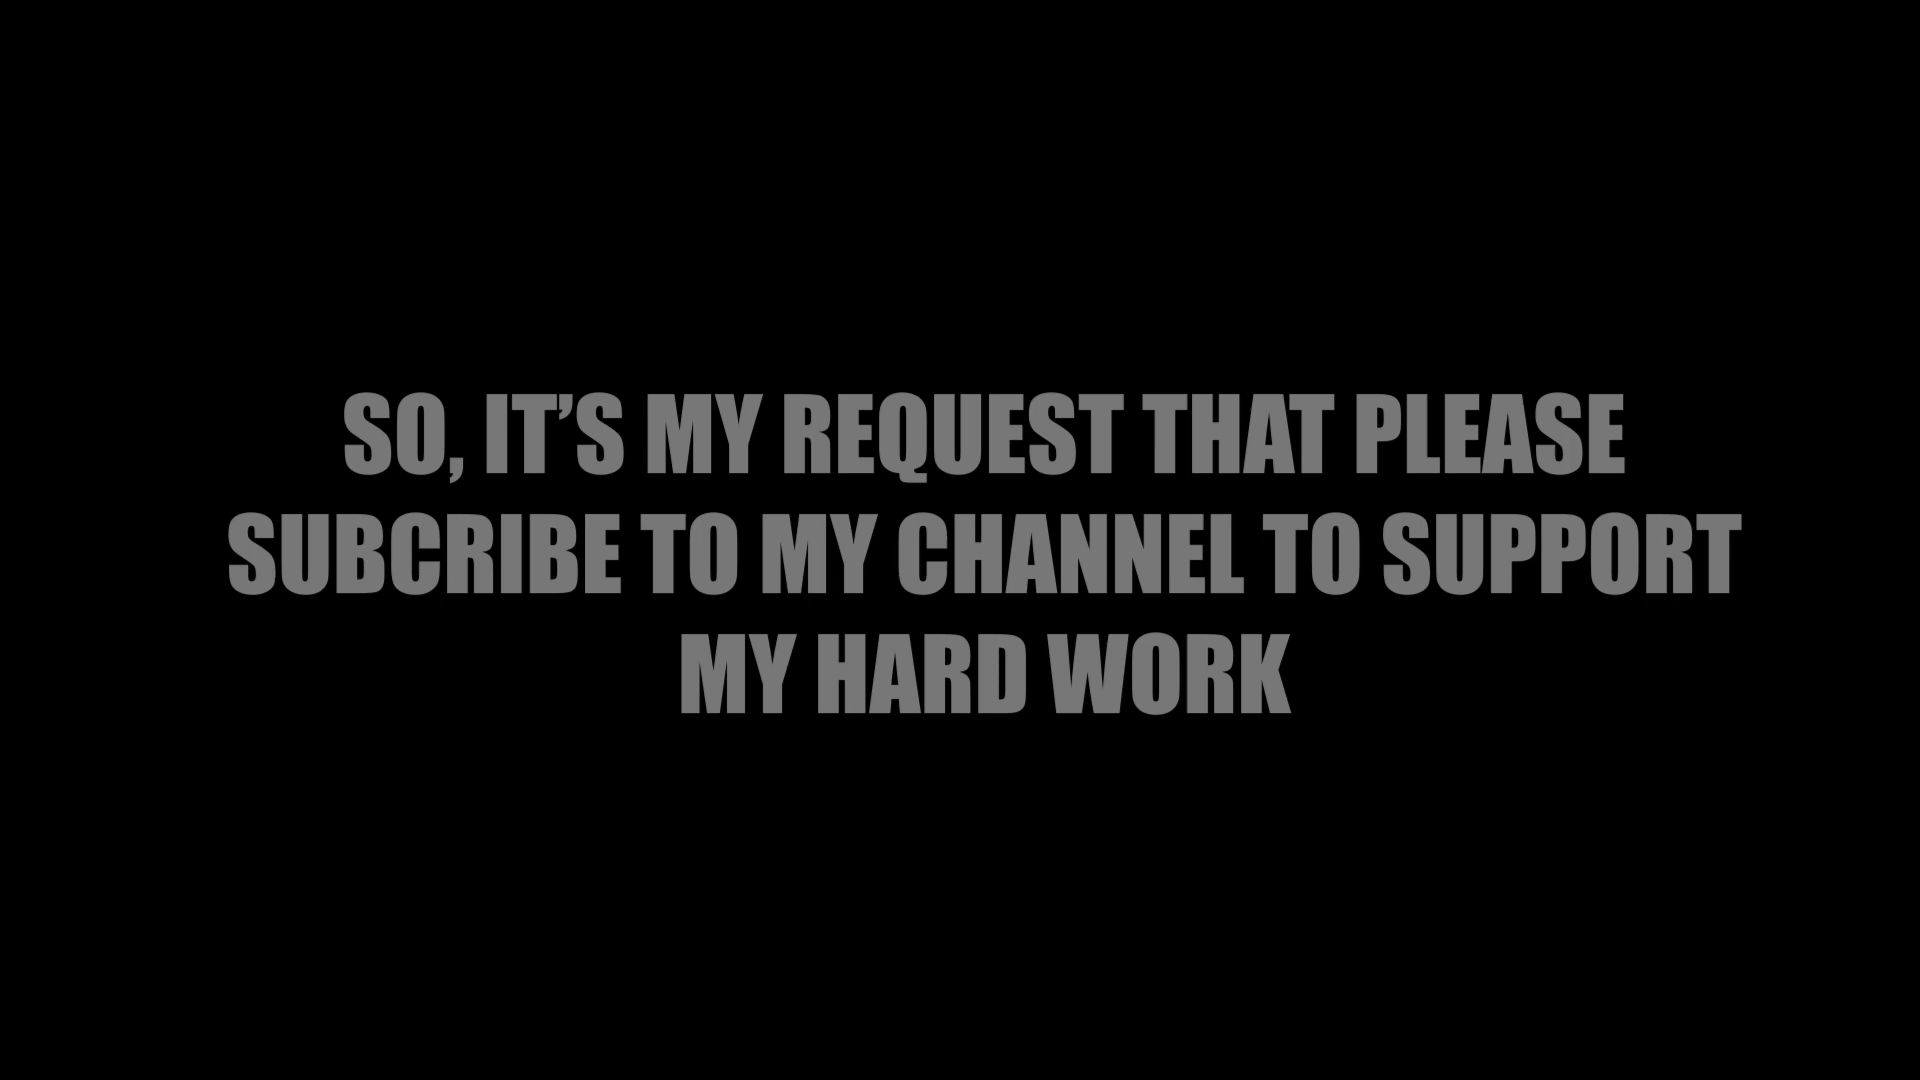 SO, IT’S MY REQUEST THAT PLEASE
SUBCRIBE TO MY CHANNEL TO SUPPORT
MY HARD WORK